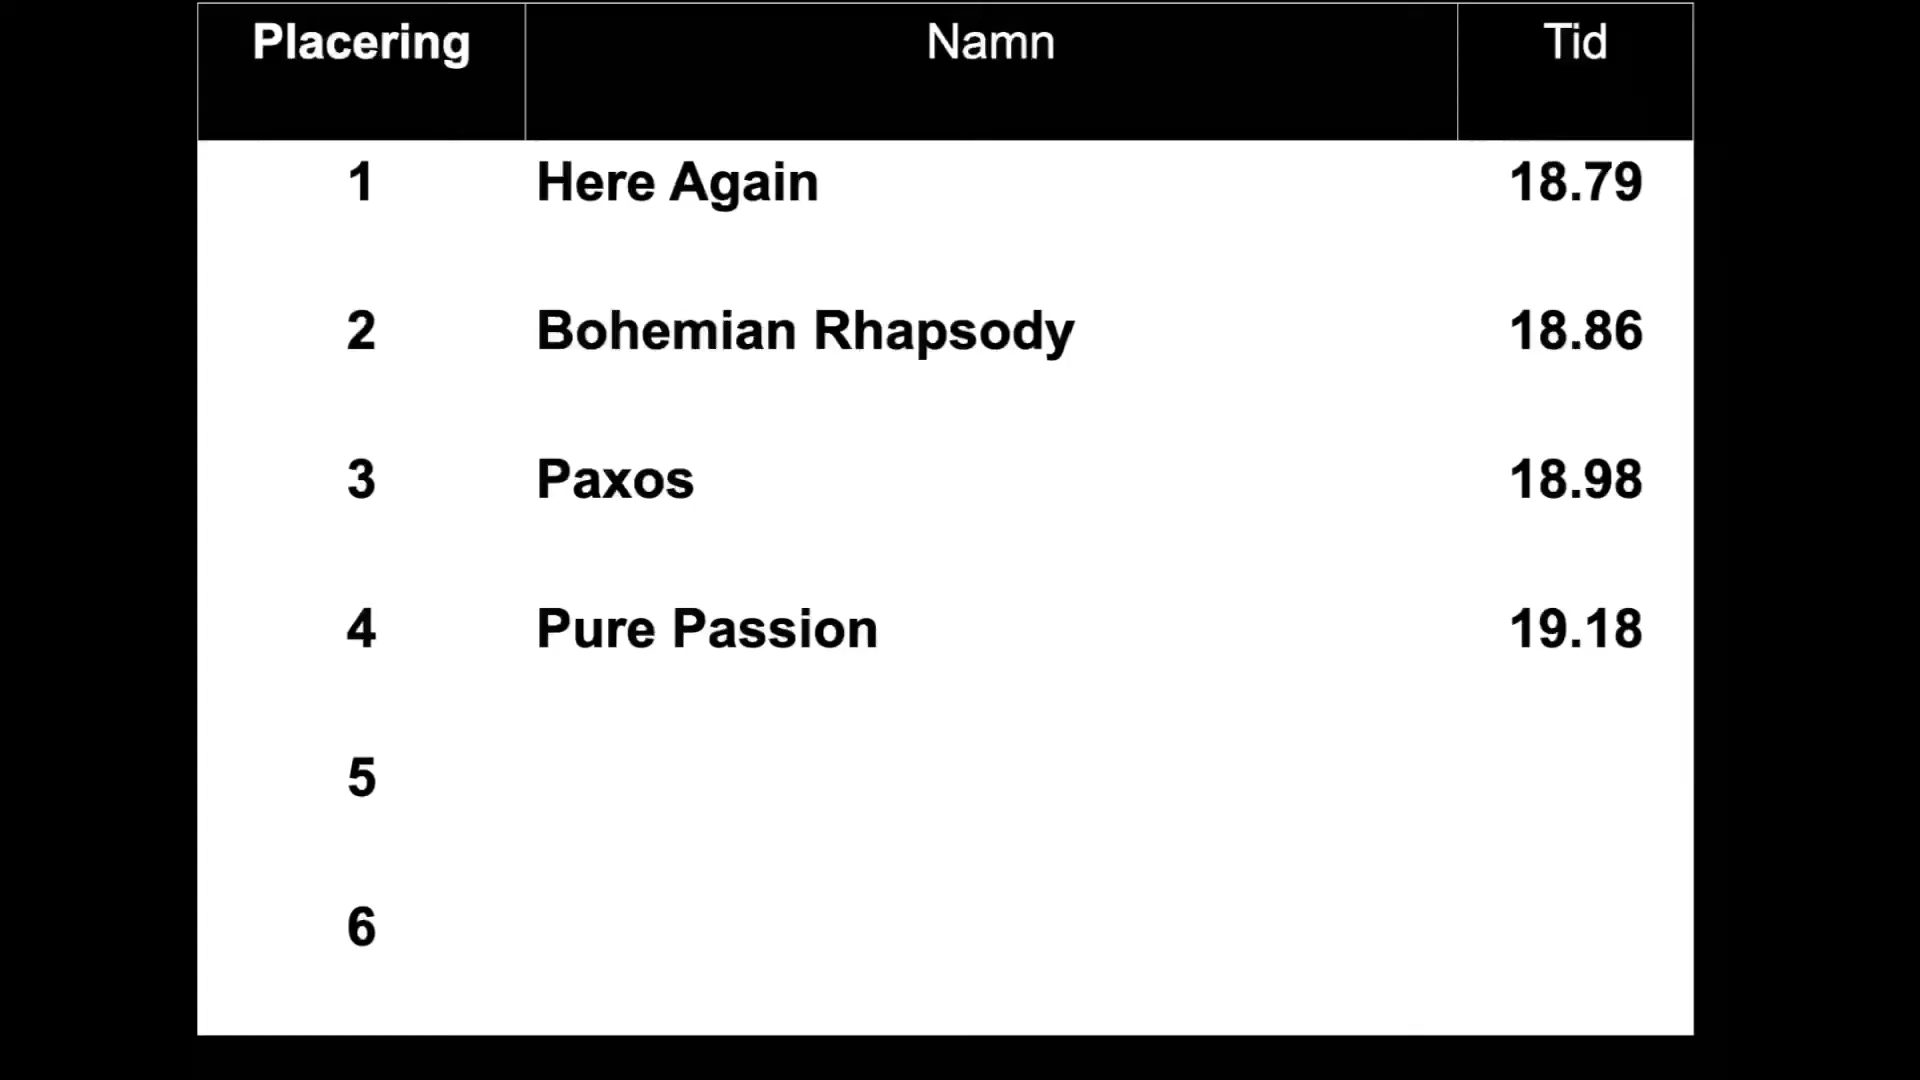 Placering Namn Tid
1 Here Again 18.79
2 Bohemian Rhapsody 18.86
3 Paxos 18.98
4 Pure Passion 19.18
5
6